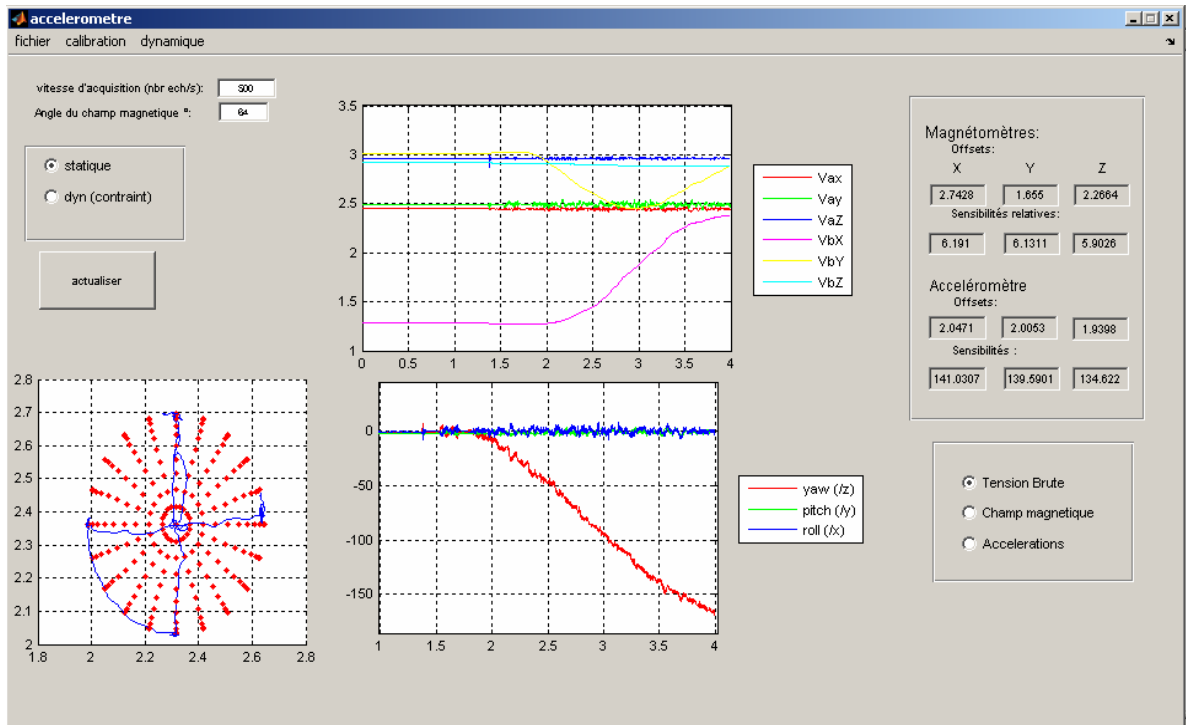 accelerometre
fichier calibration dynamique
vitesse d'acquisition (nbr ech/s): 500
Angle du champ magnetique °: 64
statique
dyn (contraint)
actualiser
3.5
3
2.5
2
1.5
1
0 0.5 1 1.5 2 2.5 3 3.5 4
Vax
Vay
VaZ
VbX
VbY
VbZ
Magnétomètres:
Offsets:
X Y Z
2.7428 1.655 2.2664
Sensibilités relatives:
6.191 6.1311 5.9026
Acceléromètre
Offsets:
2.0471 2.0053 1.9398
Sensibilités :
141.0307 139.5901 134.622
2.8
2.7
2.6
2.5
2.4
2.3
2.2
2.1
2
1.8 2 2.2 2.4 2.6 2.8
0
-50
-100
-150
1 1.5 2 2.5 3 3.5 4
yaw (/z)
pitch (/y)
roll (/x)
Tension Brute
Champ magnetique
Accelerations